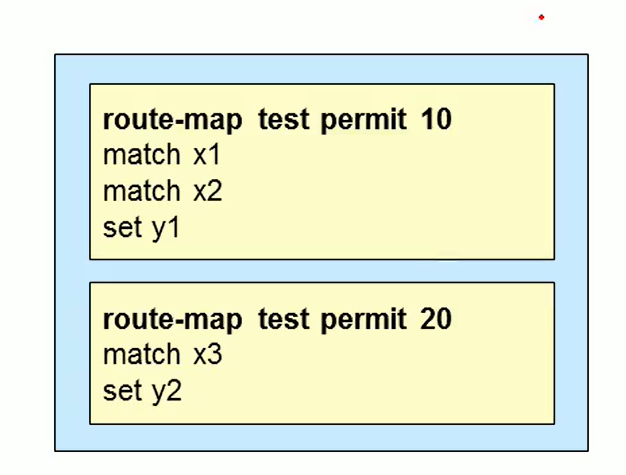 route-map test permit 10
match x1
match x2
set y1
route-map test permit 20
match x3
set y2